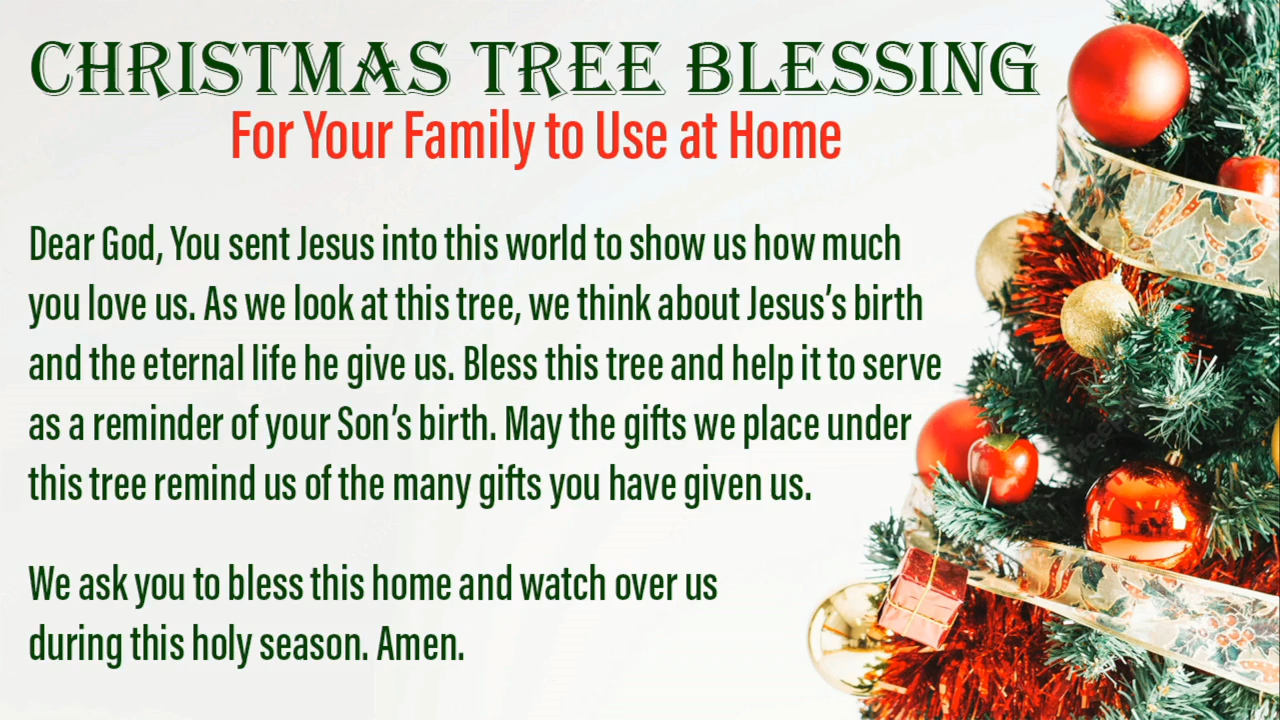 CHRISTMAS TREE BLESSING
For Your Family to Use at Home
Dear God, You sent Jesus into this world to show us how much
you love us. As we look at this tree, we think about Jesus’s birth
and the eternal life he give us. Bless this tree and help it to serve
as a reminder of your Son’s birth. May the gifts we place under
this tree remind us of the many gifts you have given us.
We ask you to bless this home and watch over us
during this holy season. Amen.